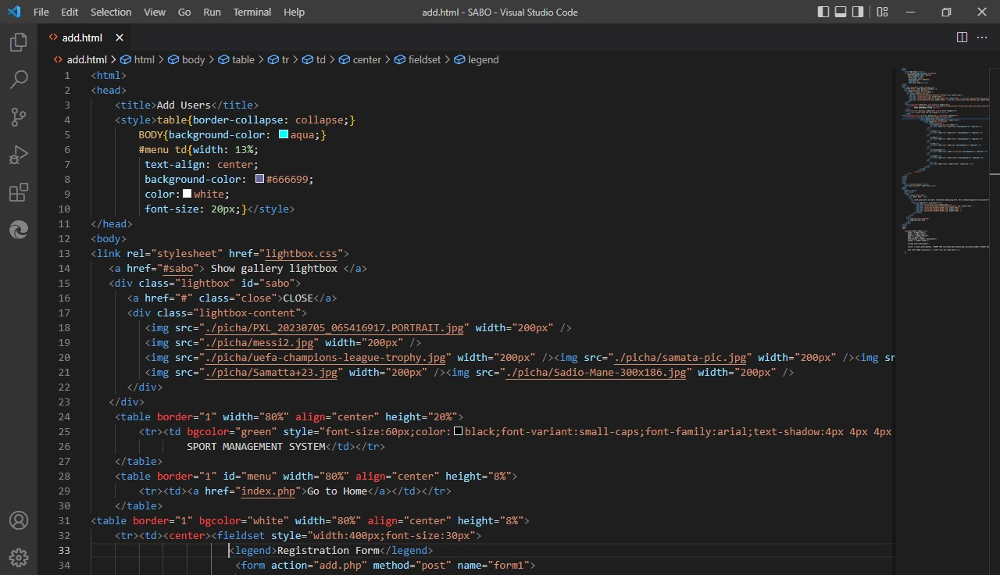 File Edit Selection View Go Run Terminal Help add.html - SABO - Visual Studio Code
add.html
add.html > html > body > table > tr > td > center > fieldset > legend
1 <html>
2 <head>
3 <title>Add Users</title>
4 <style>table{border-collapse: collapse;}
5 BODY{background-color: aqua;}
6 #menu td{width: 13%;
7 text-align: center;
8 background-color: #666699;
9 color: white;
10 font-size: 20px;}</style>
11 </head>
12 <body>
13 <link rel="stylesheet" href="lightbox.css">
14 <a href="#sabo"> Show gallery lightbox </a>
15 <div class="lightbox" id="sabo">
16 <a href="#" class="close">CLOSE</a>
17 <div class="lightbox-content">
18 <img src="./picha/PXL_20230705_065416917.PORTRAIT.jpg" width="200px" />
19 <img src="./picha/messi2.jpg" width="200px" />
20 <img src="./picha/uefa-champions-league-trophy.jpg" width="200px" /><img src="./picha/samata-pic.jpg" width="200px" /><img sr
21 <img src="./picha/Samatta+23.jpg" width="200px" /><img src="./picha/Sadio-Mane-300x186.jpg" width="200px" />
22 </div>
23 </div>
24 <table border="1" width="80%" align="center" height="20%">
25 <tr><td bgcolor="green" style="font-size:60px;color:black;font-variant:small-caps;font-family:arial;text-shadow:4px 4px 4px
26 SPORT MANAGEMENT SYSTEM</td></tr>
27 </table>
28 <table border="1" id="menu" width="80%" align="center" height="8%">
29 <tr><td><a href="index.php">Go to Home</a></td></tr>
30 </table>
31 <table border="1" bgcolor="white" width="80%" align="center" height="8%">
32 <tr><td><center><fieldset style="width:400px;font-size:30px">
33 <legend>Registration Form</legend>
34 <form action="add.php" method="post" name="form1">